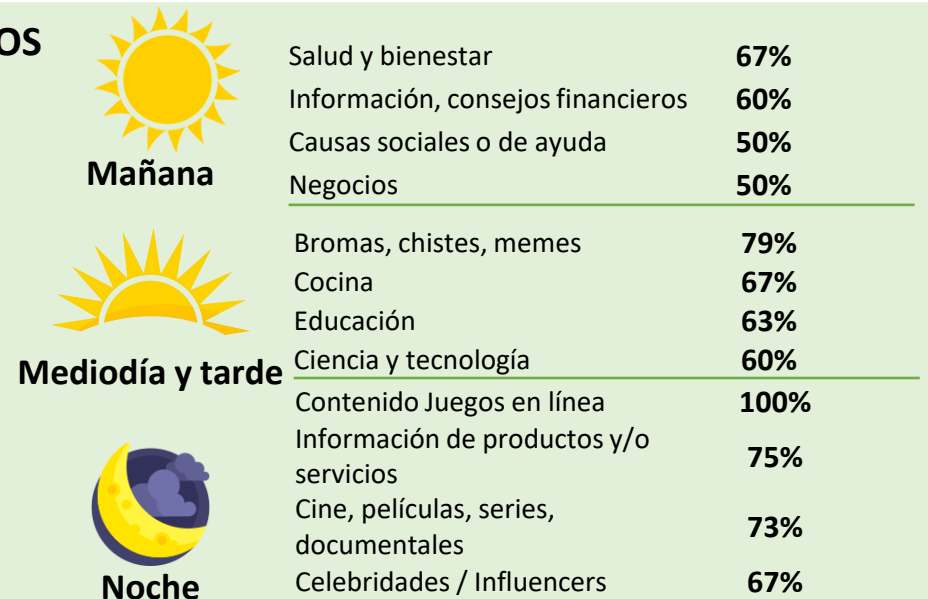 OS
Salud y bienestar 67%
Información, consejos financieros 60%
Causas sociales o de ayuda 50%
Mañana
Negocios 50%
Bromas, chistes, memes 79%
Cocina 67%
Educación 63%
Mediodía y tarde
Ciencia y tecnología 60%
Contenido Juegos en línea 100%
Información de productos y/o
servicios 75%
Cine, películas, series,
documentales 73%
Noche
Celebridades / Influencers 67%